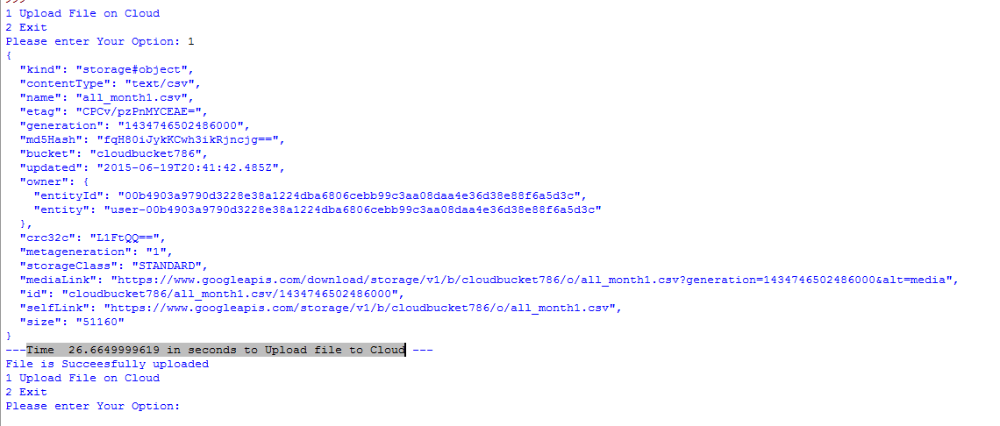 >>>
1 Upload File on Cloud
2 Exit
Please enter Your Option: 1
{
  "kind": "storage#object",
  "contentType": "text/csv",
  "name": "all_month1.csv",
  "etag": "CPCv/pzPnMYCEAE=",
  "generation": "1434746502486000",
  "md5Hash": "fqH80iJykKCwh3ikRjncjg==",
  "bucket": "cloudbucket786",
  "updated": "2015-06-19T20:41:42.485Z",
  "owner": {
    "entityId": "00b4903a9790d3228e38a1224dba6806cebb99c3aa08daa4e36d38e88f6a5d3c",
    "entity": "user-00b4903a9790d3228e38a1224dba6806cebb99c3aa08daa4e36d38e88f6a5d3c"
  },
  "crc32c": "L1FtQQ==",
  "metageneration": "1",
  "storageClass": "STANDARD",
  "mediaLink": "https://www.googleapis.com/download/storage/v1/b/cloudbucket786/o/all_month1.csv?generation=1434746502486000&alt=media",
  "id": "cloudbucket786/all_month1.csv/1434746502486000",
  "selfLink": "https://www.googleapis.com/storage/v1/b/cloudbucket786/o/all_month1.csv",
  "size": "51160"
}
---Time  26.6649999619 in seconds to Upload file to Cloud ---
File is Succeesfully uploaded
1 Upload File on Cloud
2 Exit
Please enter Your Option: